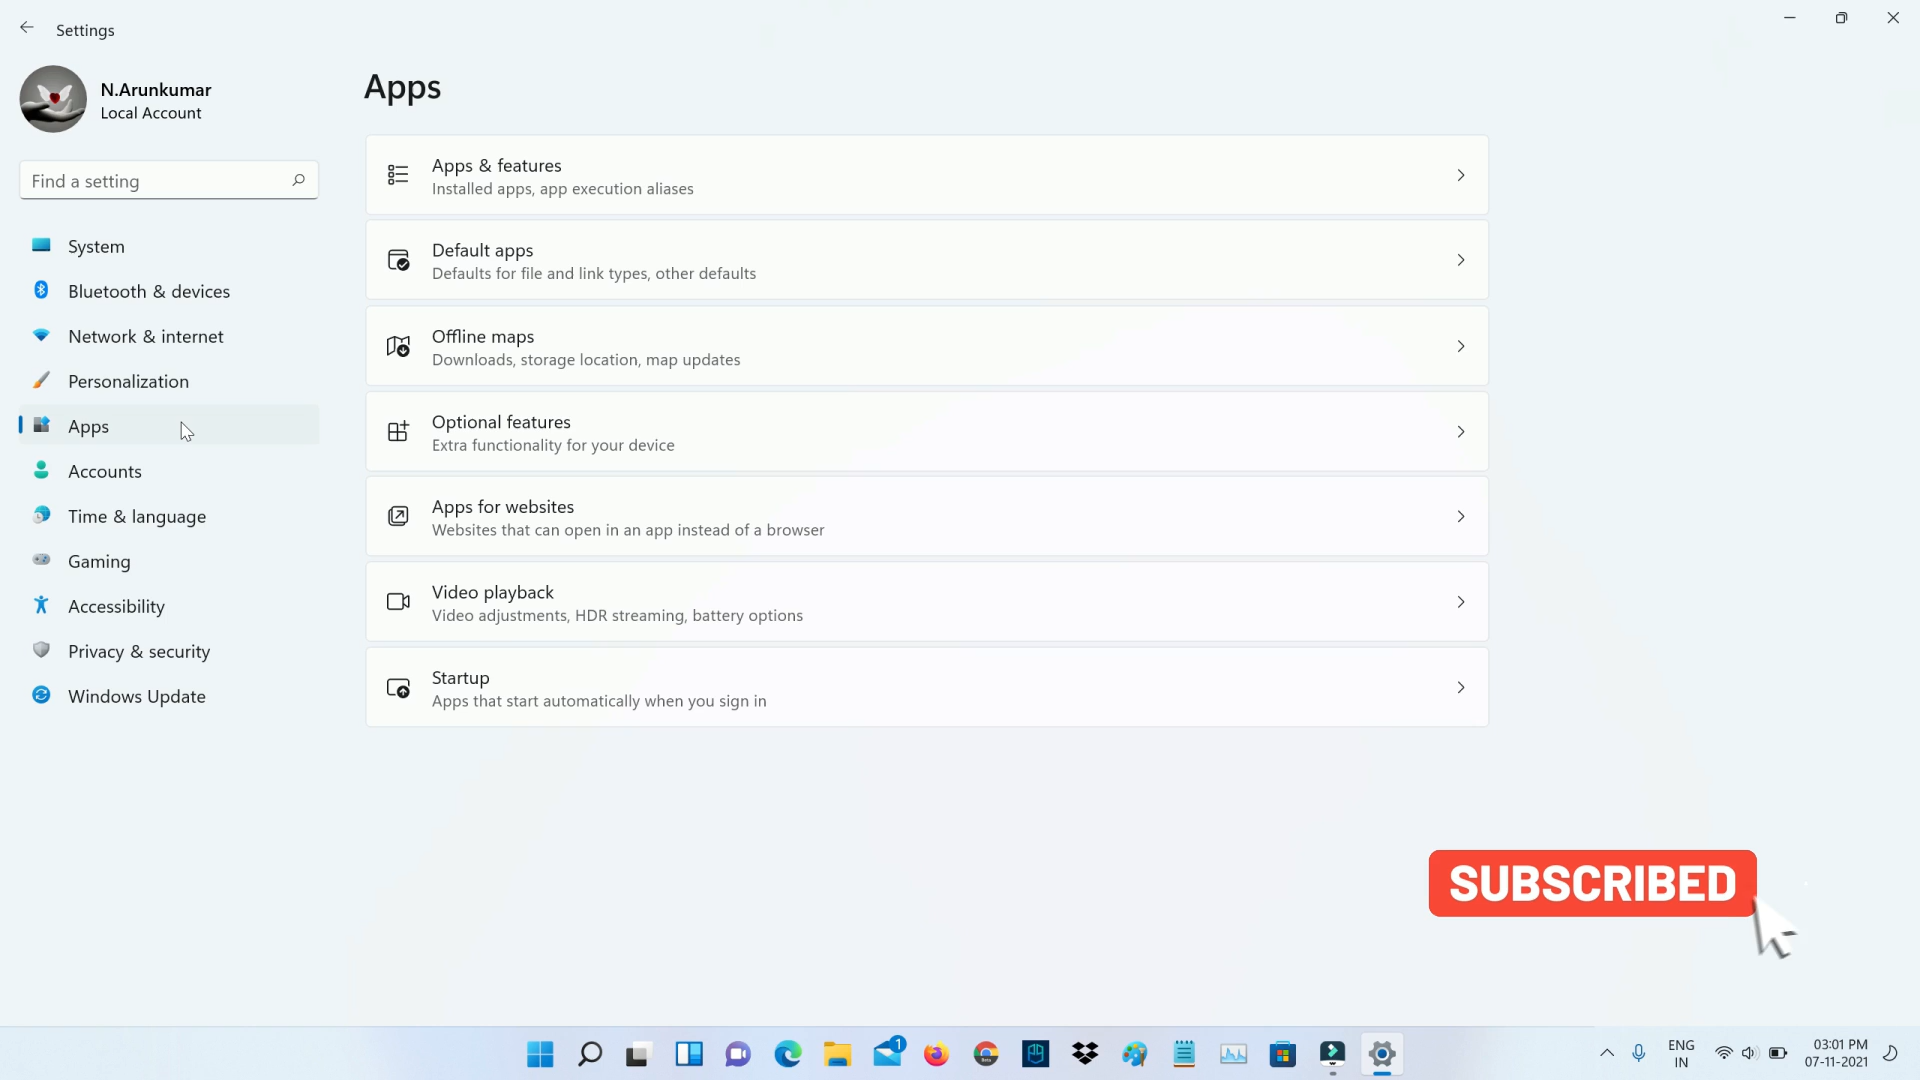 Settings
N.Arunkumar
Local Account
Find a setting
System
Bluetooth & devices
Network & internet
Personalization
Apps
Accounts
Time & language
Gaming
Accessibility
Privacy & security
Windows Update
Apps
Apps & features
Installed apps, app execution aliases
Default apps
Defaults for file and link types, other defaults
Offline maps
Downloads, storage location, map updates
Optional features
Extra functionality for your device
Apps for websites
Websites that can open in an app instead of a browser
Video playback
Video adjustments, HDR streaming, battery options
Startup
Apps that start automatically when you sign in
SUBSCRIBED
1
ENG
IN
03:01 PM
07-11-2021